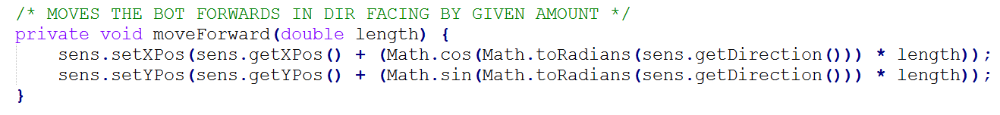 /* MOVES THE BOT FORWARDS IN DIR FACING BY GIVEN AMOUNT */
private void moveForward(double length) {
    sens.setXPos(sens.getXPos() + (Math.cos(Math.toRadians(sens.getDirection())) * length));
    sens.setYPos(sens.getYPos() + (Math.sin(Math.toRadians(sens.getDirection())) * length));
}